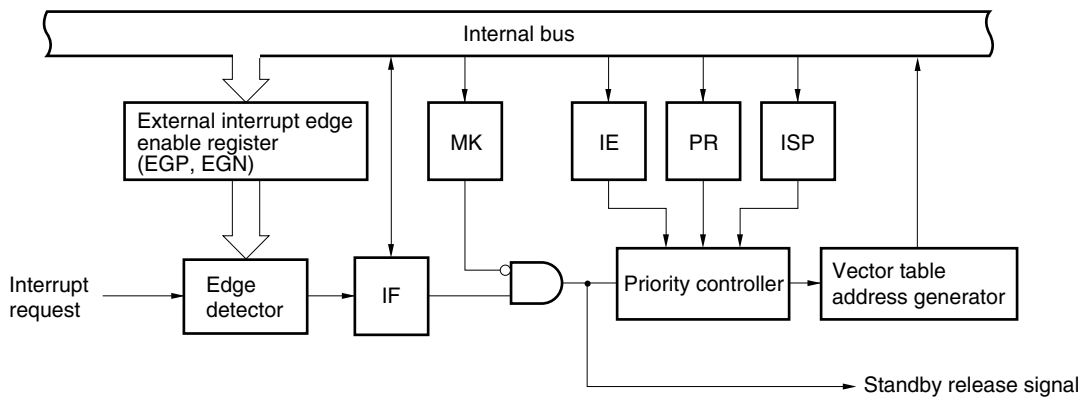 Internal bus
External interrupt edge
enable register
(EGP, EGN)
MK
IE
PR
ISP
Interrupt
request
Edge
detector
IF
Priority controller
Vector table
address generator
Standby release signal